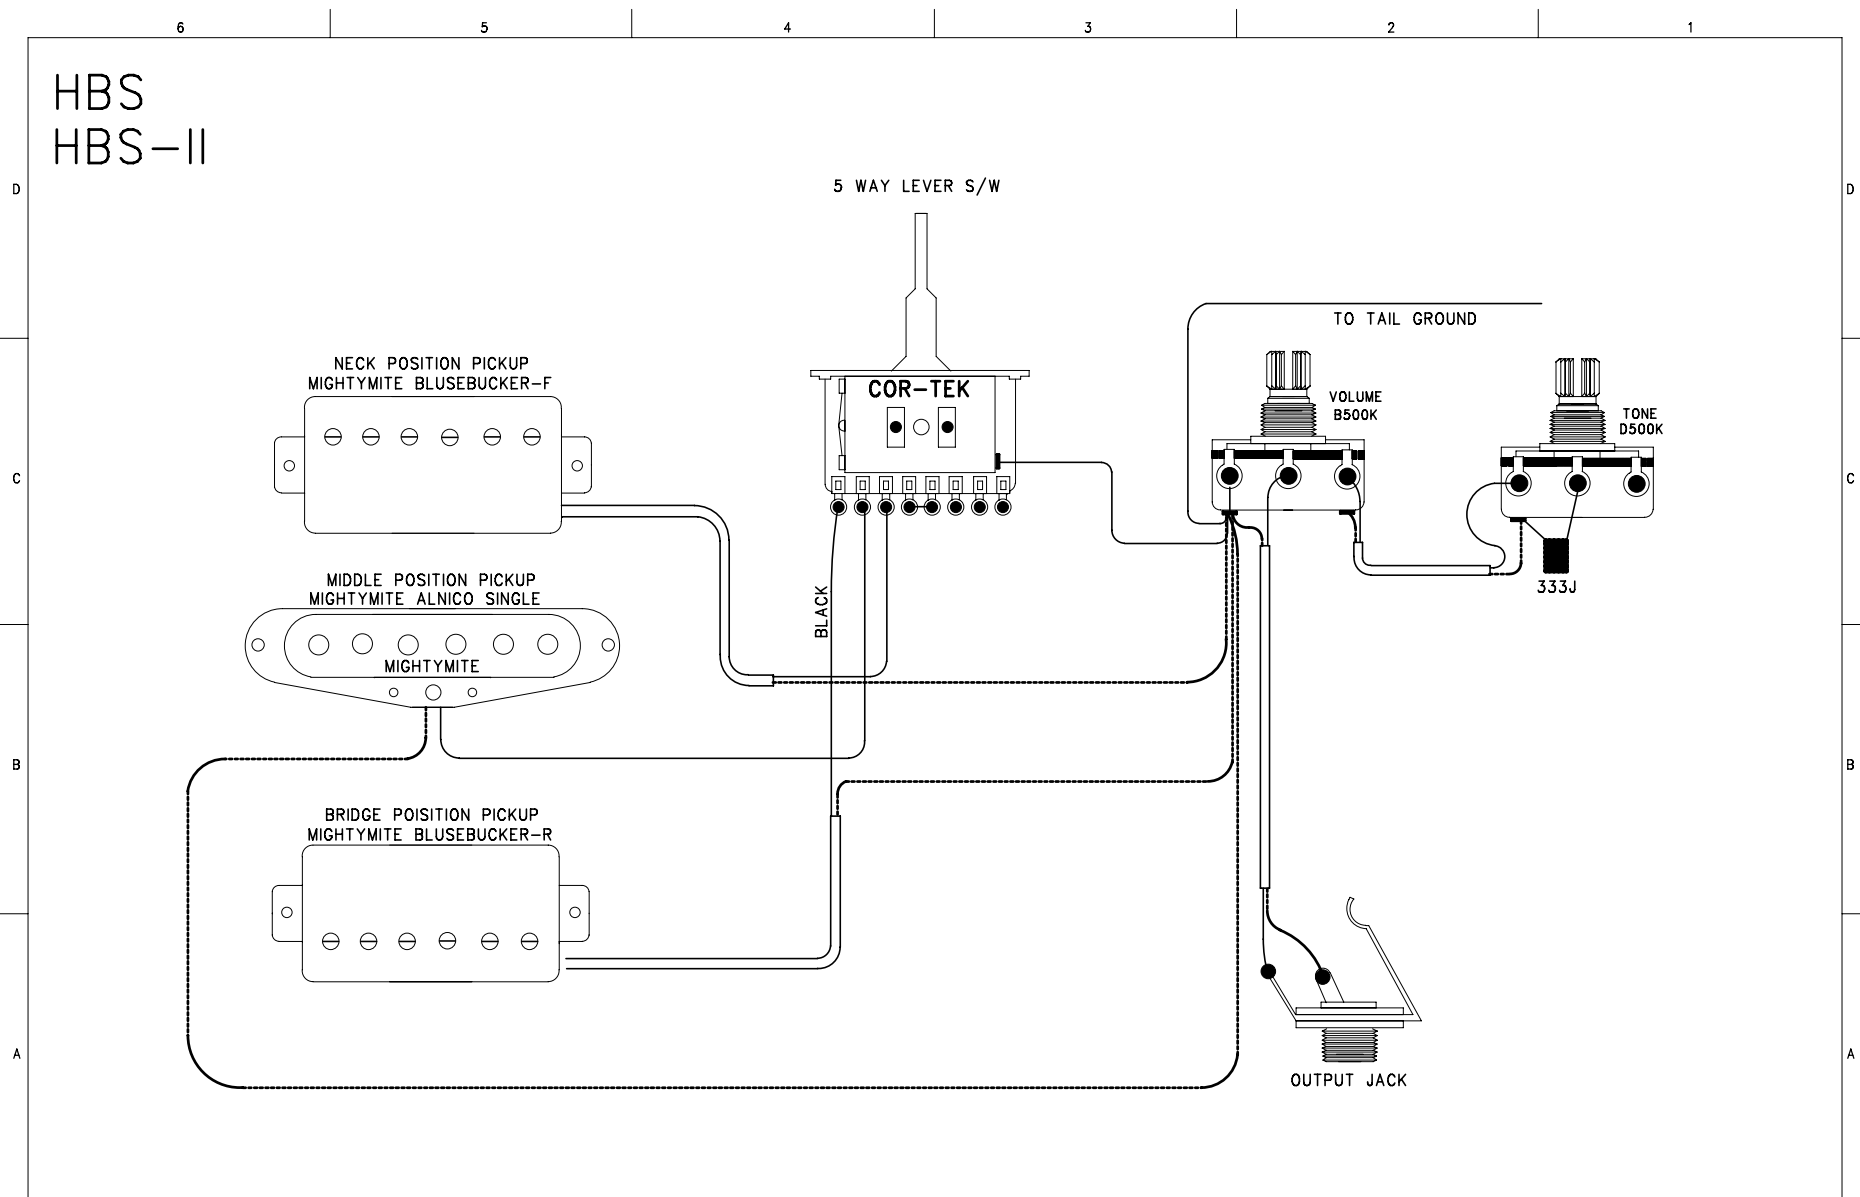 6 5 4 3 2 1
HBS
HBS-II
D D
5 WAY LEVER S/W
TO TAIL GROUND
NECK POSITION PICKUP
MIGHTYMITE BLUSEBUCKER-F
COR-TEK
VOLUME
B500K
TONE
D500K
C C
333J
MIDDLE POSITION PICKUP
MIGHTYMITE ALNICO SINGLE
BLACK
MIGHTYMITE
B B
BRIDGE POISITION PICKUP
MIGHTYMITE BLUSEBUCKER-R
A A
OUTPUT JACK